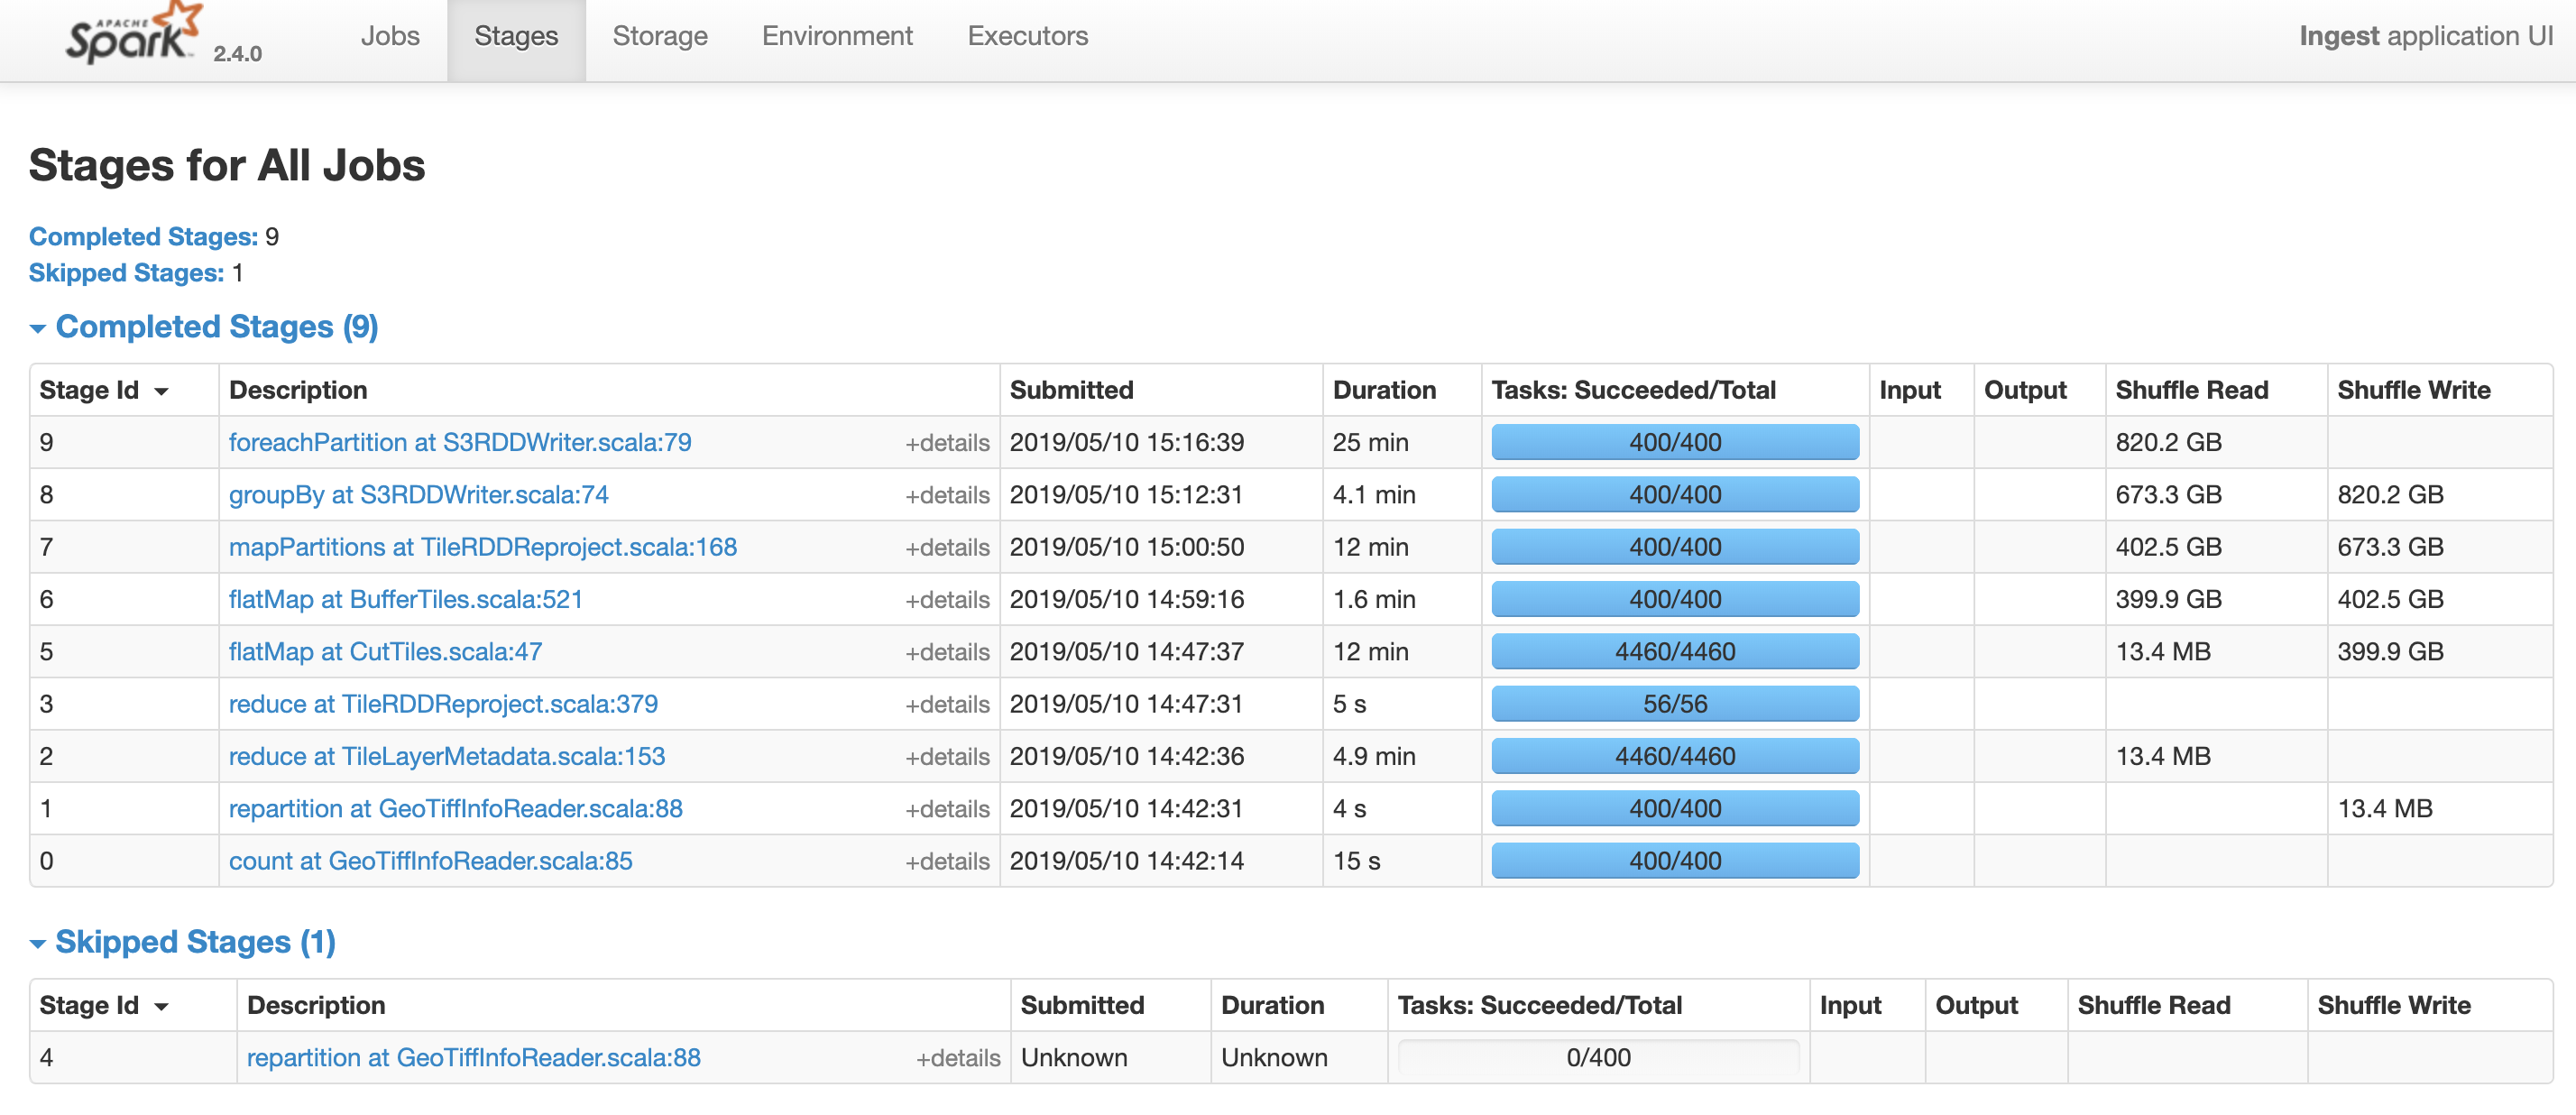 APACHE Spark 2.4.0 Jobs Stages Storage Environment Executors Ingest application UI
Stages for All Jobs
Completed Stages: 9
Skipped Stages: 1
Completed Stages (9)
Stage Id Description Submitted Duration Tasks: Succeeded/Total Input Output Shuffle Read Shuffle Write
9 foreachPartition at S3RDDWriter.scala:79 +details 2019/05/10 15:16:39 25 min 400/400 820.2 GB
8 groupBy at S3RDDWriter.scala:74 +details 2019/05/10 15:12:31 4.1 min 400/400 673.3 GB 820.2 GB
7 mapPartitions at TileRDDReproject.scala:168 +details 2019/05/10 15:00:50 12 min 400/400 402.5 GB 673.3 GB
6 flatMap at BufferTiles.scala:521 +details 2019/05/10 14:59:16 1.6 min 400/400 399.9 GB 402.5 GB
5 flatMap at CutTiles.scala:47 +details 2019/05/10 14:47:37 12 min 4460/4460 13.4 MB 399.9 GB
3 reduce at TileRDDReproject.scala:379 +details 2019/05/10 14:47:31 5 s 56/56
2 reduce at TileLayerMetadata.scala:153 +details 2019/05/10 14:42:36 4.9 min 4460/4460 13.4 MB
1 repartition at GeoTiffInfoReader.scala:88 +details 2019/05/10 14:42:31 4 s 400/400 13.4 MB
0 count at GeoTiffInfoReader.scala:85 +details 2019/05/10 14:42:14 15 s 400/400
Skipped Stages (1)
Stage Id Description Submitted Duration Tasks: Succeeded/Total Input Output Shuffle Read Shuffle Write
4 repartition at GeoTiffInfoReader.scala:88 +details Unknown Unknown 0/400